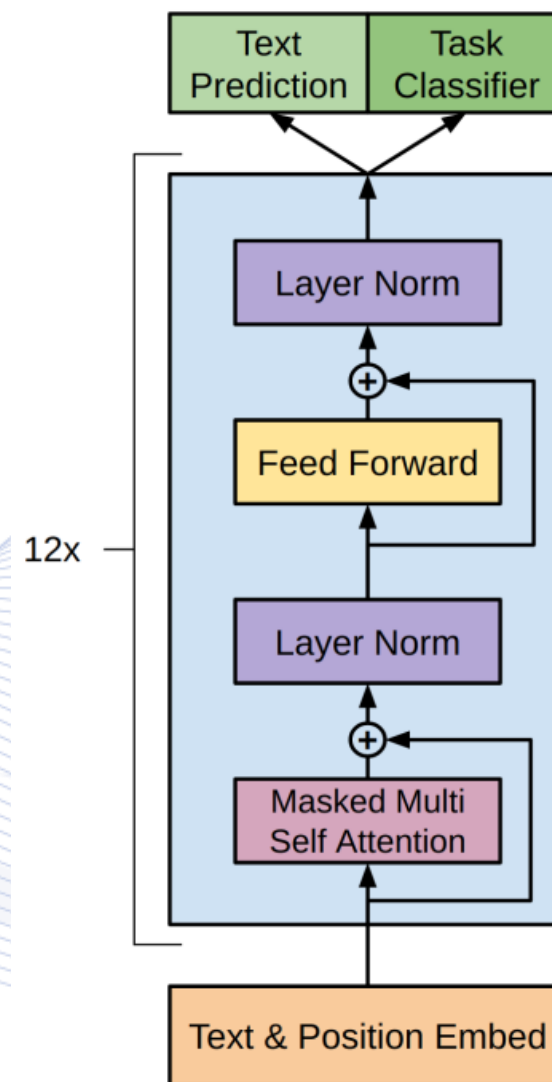 Text
Prediction
Task
Classifier
Layer Norm
Feed Forward
12x
Layer Norm
Masked Multi
Self Attention
Text & Position Embed